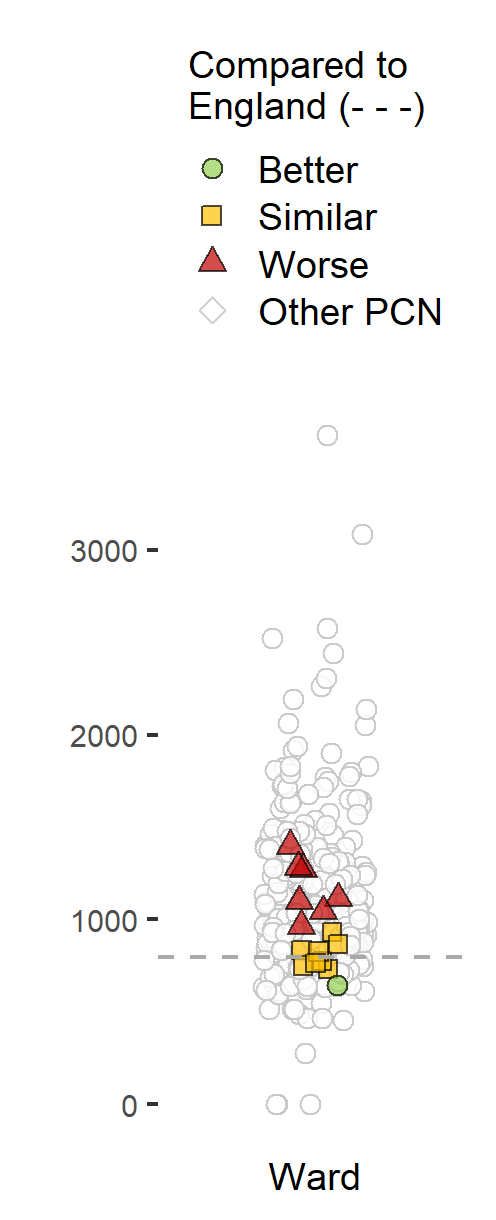 Compared to
England (- - -)
Better
Similar
Worse
Other PCN
3000
2000
1000
0
Ward